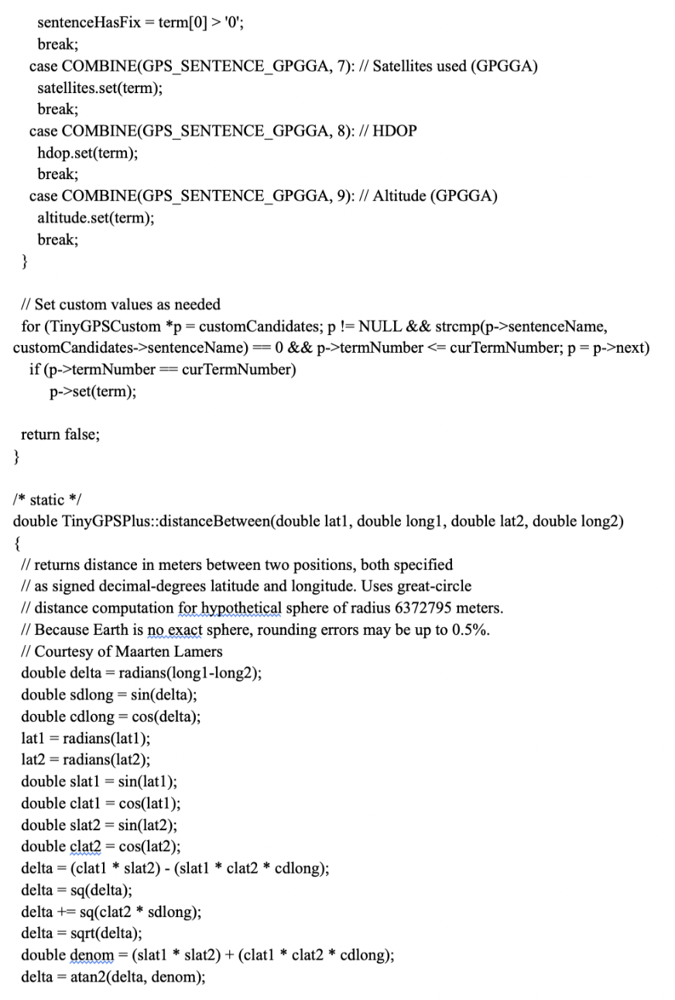 sentenceHasFix = term[0] > '0';
break;
case COMBINE(GPS_SENTENCE_GPGGA, 7): // Satellites used (GPGGA)
satellites.set(term);
break;
case COMBINE(GPS_SENTENCE_GPGGA, 8): // HDOP
hdop.set(term);
break;
case COMBINE(GPS_SENTENCE_GPGGA, 9): // Altitude (GPGGA)
altitude.set(term);
break;
}
// Set custom values as needed
for (TinyGPSCustom *p = customCandidates; p != NULL && strcmp(p->sentenceName,
customCandidates->sentenceName) == 0 && p->termNumber <= curTermNumber; p = p->next)
if (p->termNumber == curTermNumber)
p->set(term);
return false;
}
/* static */
double TinyGPSPlus::distanceBetween(double lat1, double long1, double lat2, double long2)
{
// returns distance in meters between two positions, both specified
// as signed decimal-degrees latitude and longitude. Uses great-circle
// distance computation for hypothetical sphere of radius 6372795 meters.
// Because Earth is no exact sphere, rounding errors may be up to 0.5%.
// Courtesy of Maarten Lamers
double delta = radians(long1-long2);
double sdlong = sin(delta);
double cdlong = cos(delta);
lat1 = radians(lat1);
lat2 = radians(lat2);
double slat1 = sin(lat1);
double clat1 = cos(lat1);
double slat2 = sin(lat2);
double clat2 = cos(lat2);
delta = (clat1 * slat2) - (slat1 * clat2 * cdlong);
delta = sq(delta);
delta += sq(clat2 * sdlong);
delta = sqrt(delta);
double denom = (slat1 * slat2) + (clat1 * clat2 * cdlong);
delta = atan2(delta, denom);